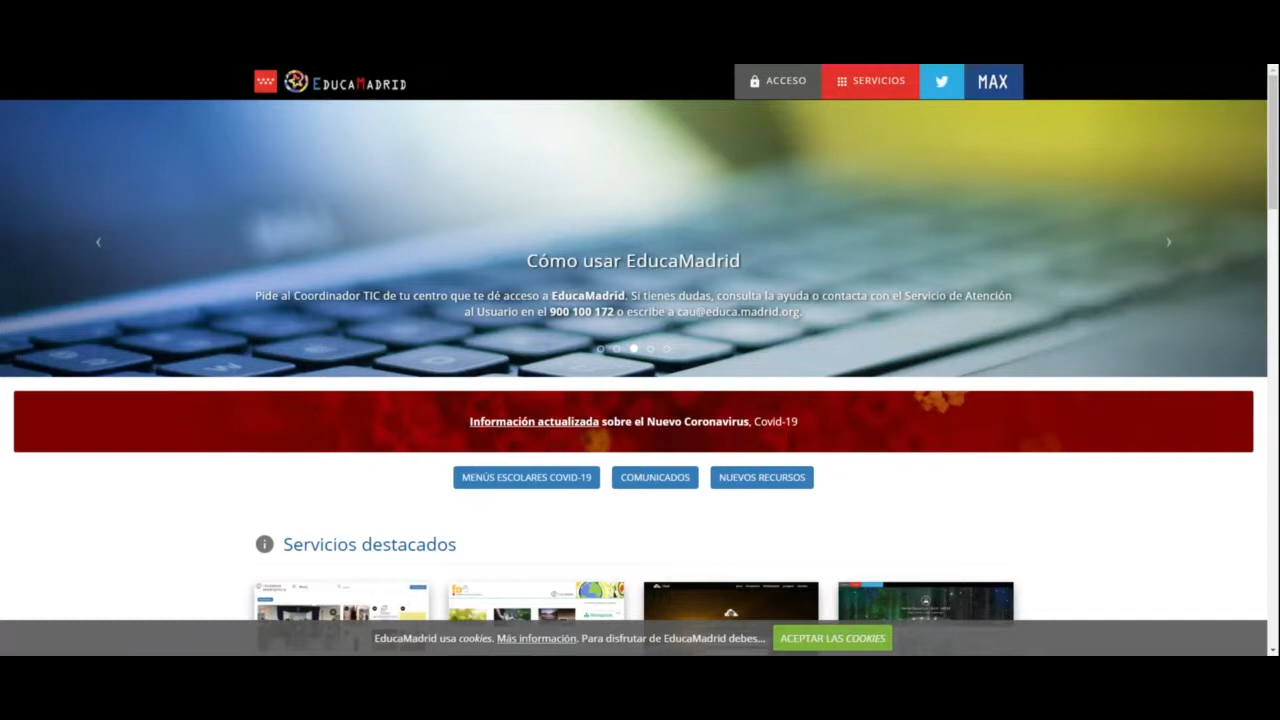 EDUCAMADRID
ACCESO
SERVICIOS
MAX
Cómo usar EducaMadrid
Pide al Coordinador TIC de tu centro que te dé acceso a EducaMadrid. Si tienes dudas, consulta la ayuda o contacta con el Servicio de Atención
al Usuario en el 900 100 172 o escribe a cau@educa.madrid.org.
Información actualizada sobre el Nuevo Coronavirus, Covid-19
MENÚS ESCOLARES COVID-19
COMUNICADOS
NUEVOS RECURSOS
Servicios destacados
EducaMadrid usa cookies. Más información. Para disfrutar de EducaMadrid debes...
ACEPTAR LAS COOKIES